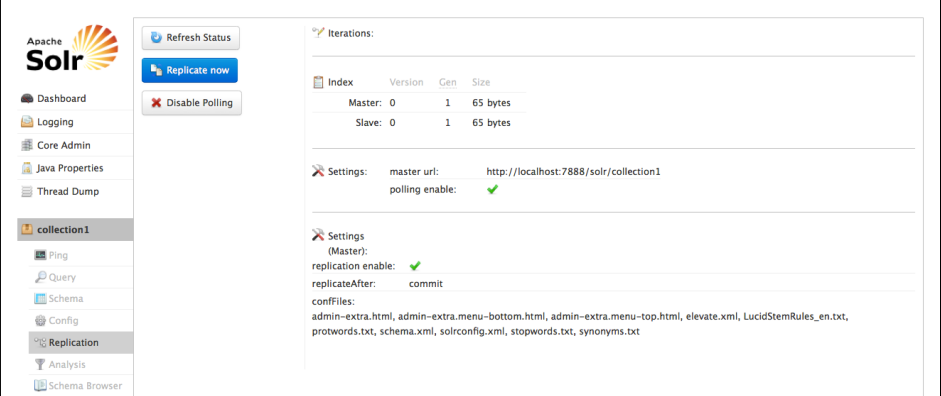 Apache
Solr
Dashboard
Logging
Core Admin
Java Properties
Thread Dump
collection1
Ping
Query
Schema
Config
Replication
Analysis
Schema Browser
Refresh Status
Replicate now
Disable Polling
Iterations:
Index Version Gen Size
Master: 0 1 65 bytes
Slave: 0 1 65 bytes
Settings: master url: http://localhost:7888/solr/collection1
polling enable:
Settings
(Master):
replication enable:
replicateAfter: commit
confFiles:
admin-extra.html, admin-extra.menu-bottom.html, admin-extra.menu-top.html, elevate.xml, LucidStemRules_en.txt,
protwords.txt, schema.xml, solrconfig.xml, stopwords.txt, synonyms.txt